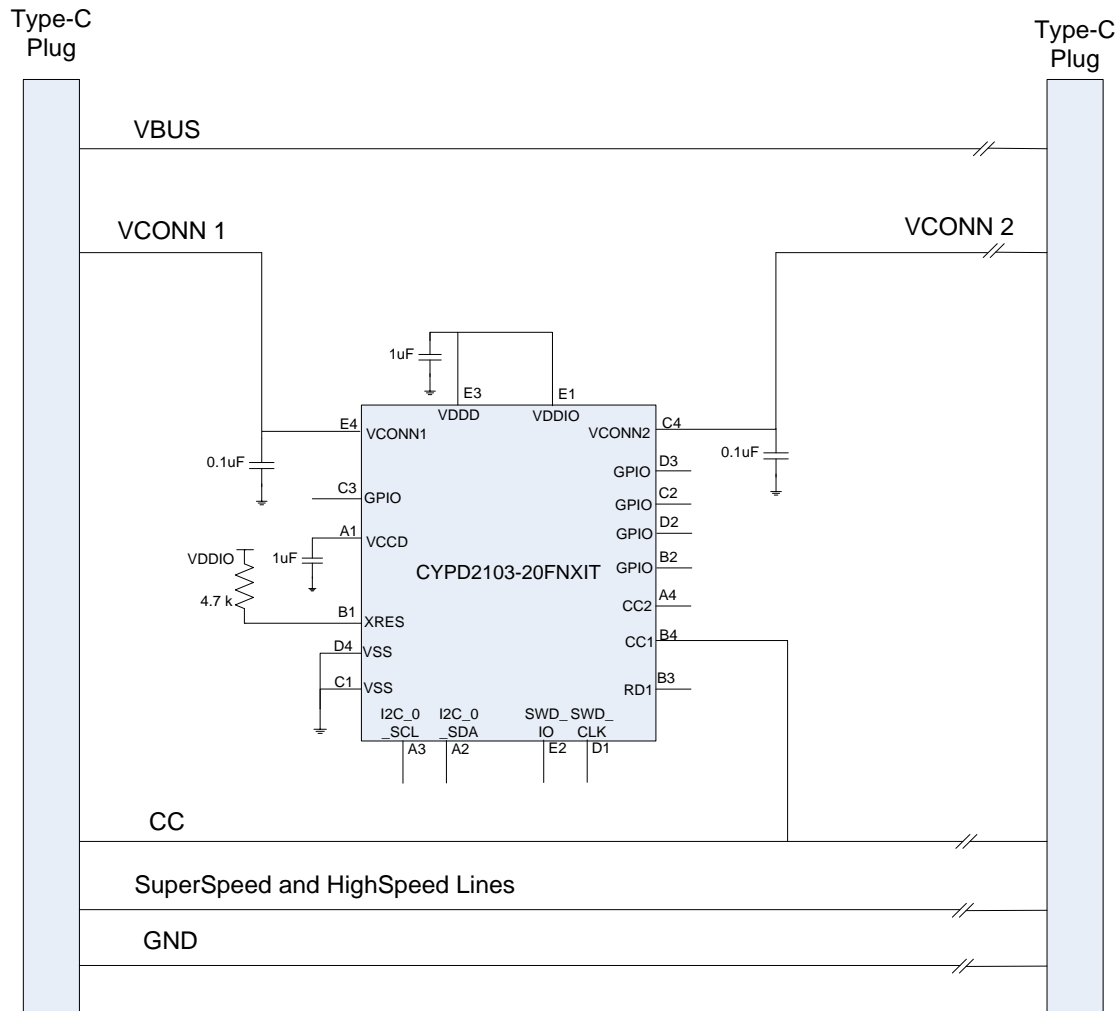 Type-C
Plug
Type-C
Plug
VBUS
VCONN 1
VCONN 2
1uF
E3
E1
VDDD
VDDIO
E4
VCONN1
VCONN2
C4
0.1uF
0.1uF
GPIO
D3
C3
GPIO
GPIO
C2
A1
VCCD
GPIO
D2
VDDIO
1uF
GPIO
B2
CYPD2103-20FNXIT
4.7 k
CC2
A4
B1
XRES
CC1
B4
D4
VSS
C1
VSS
RD1
B3
I2C_0
_SCL
I2C_0
_SDA
SWD_
IO
SWD_
CLK
A3
A2
E2
D1
CC
SuperSpeed and HighSpeed Lines
GND